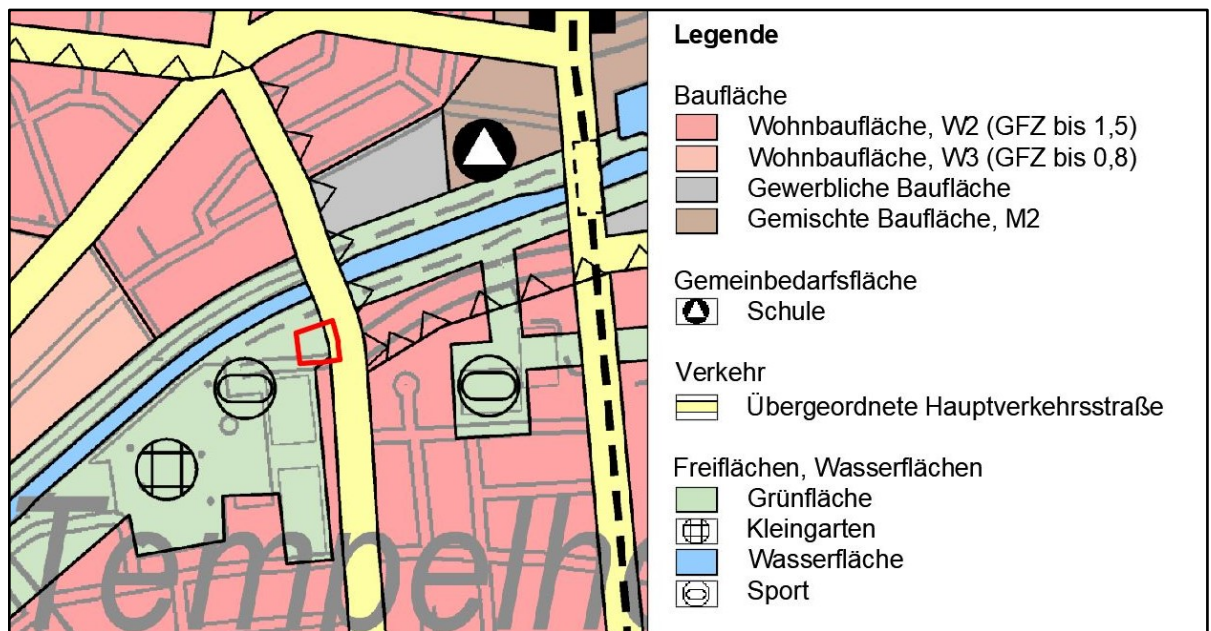 Legende
Baufläche
Wohnbaufläche, W2 (GFZ bis 1,5)
Wohnbaufläche, W3 (GFZ bis 0,8)
Gewerbliche Baufläche
Gemischte Baufläche, M2
Gemeinbedarfsfläche
Schule
Verkehr
Übergeordnete Hauptverkehrsstraße
Freiflächen, Wasserflächen
Grünfläche
Kleingarten
Wasserfläche
Sport
Tempelho